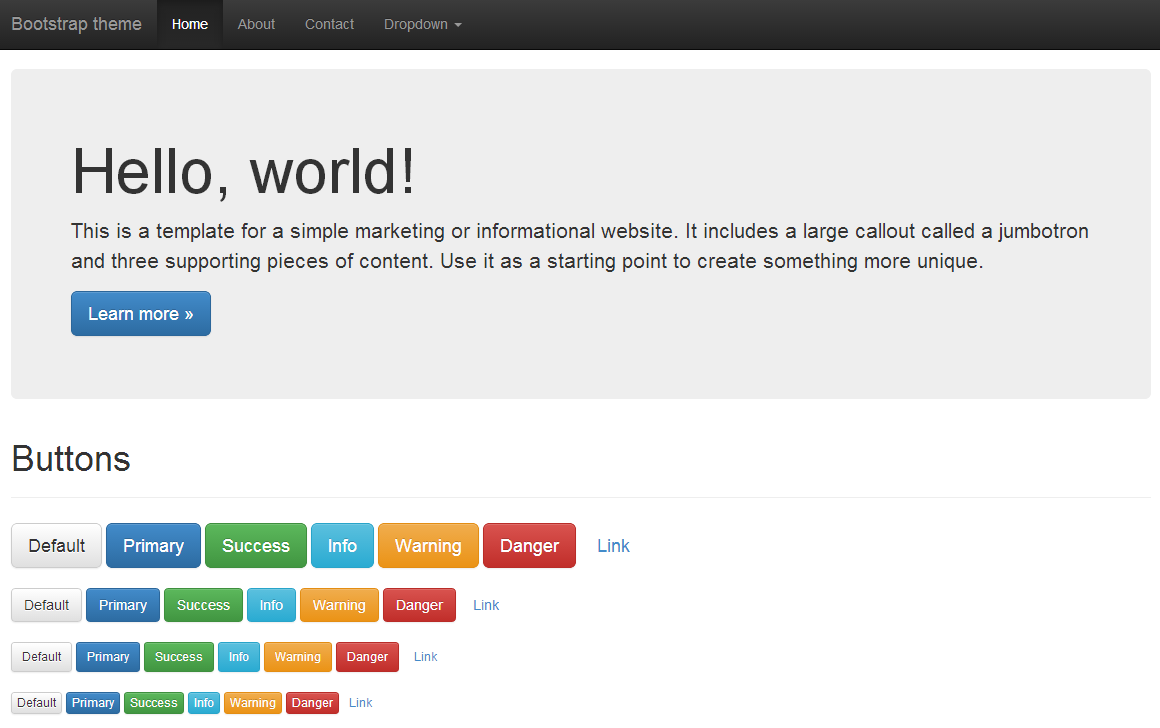 Bootstrap theme Home About Contact Dropdown
Hello, world!
This is a template for a simple marketing or informational website. It includes a large callout called a jumbotron
and three supporting pieces of content. Use it as a starting point to create something more unique.
Learn more »
Buttons
Default Primary Success Info Warning Danger Link
Default Primary Success Info Warning Danger Link
Default Primary Success Info Warning Danger Link
Default Primary Success Info Warning Danger Link